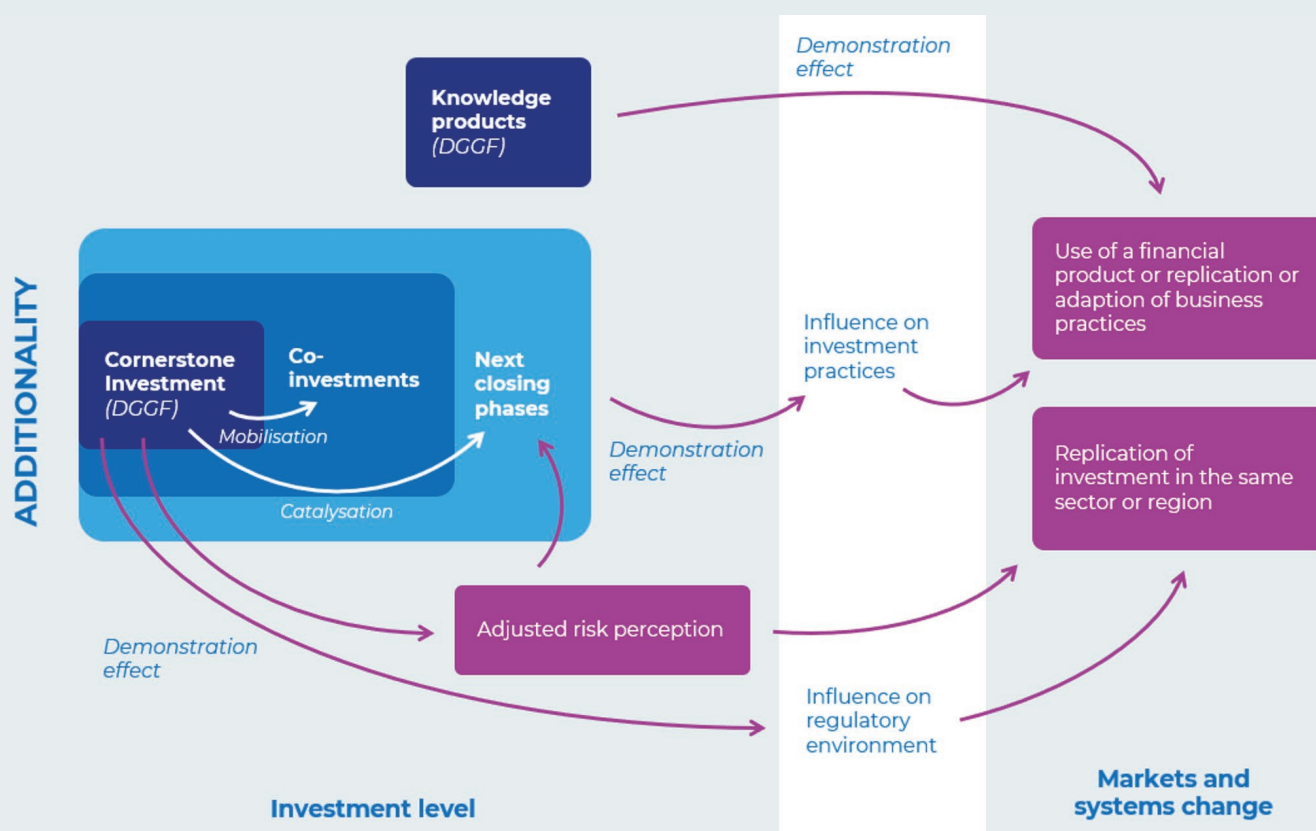 Demonstration
effect
Knowledge
products
(DGGF)
ADDITIONALITY
Use of a financial
product or replication or
adaption of business
practices
Influence on
investment
practices
Cornerstone
Investment
(DGGF)
Co-
investments
Next
closing
phases
Mobilisation
Catalysation
Demonstration
effect
Replication of
investment in the same
sector or region
Adjusted risk perception
Demonstration
effect
Influence on
regulatory
environment
Investment level
Markets and
systems change